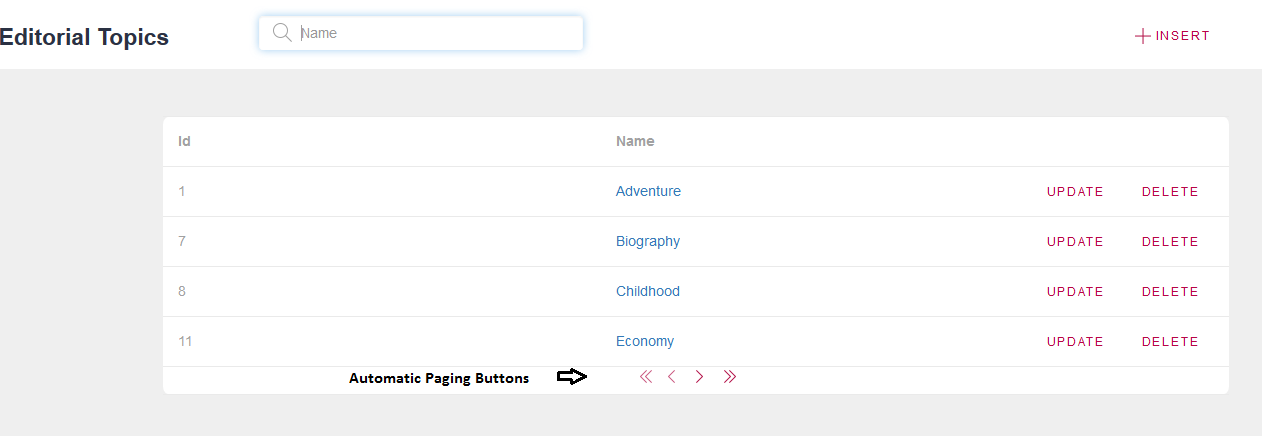 Editorial Topics
Name
INSERT
Id Name
1 Adventure UPDATE DELETE
7 Biography UPDATE DELETE
8 Childhood UPDATE DELETE
11 Economy UPDATE DELETE
Automatic Paging Buttons